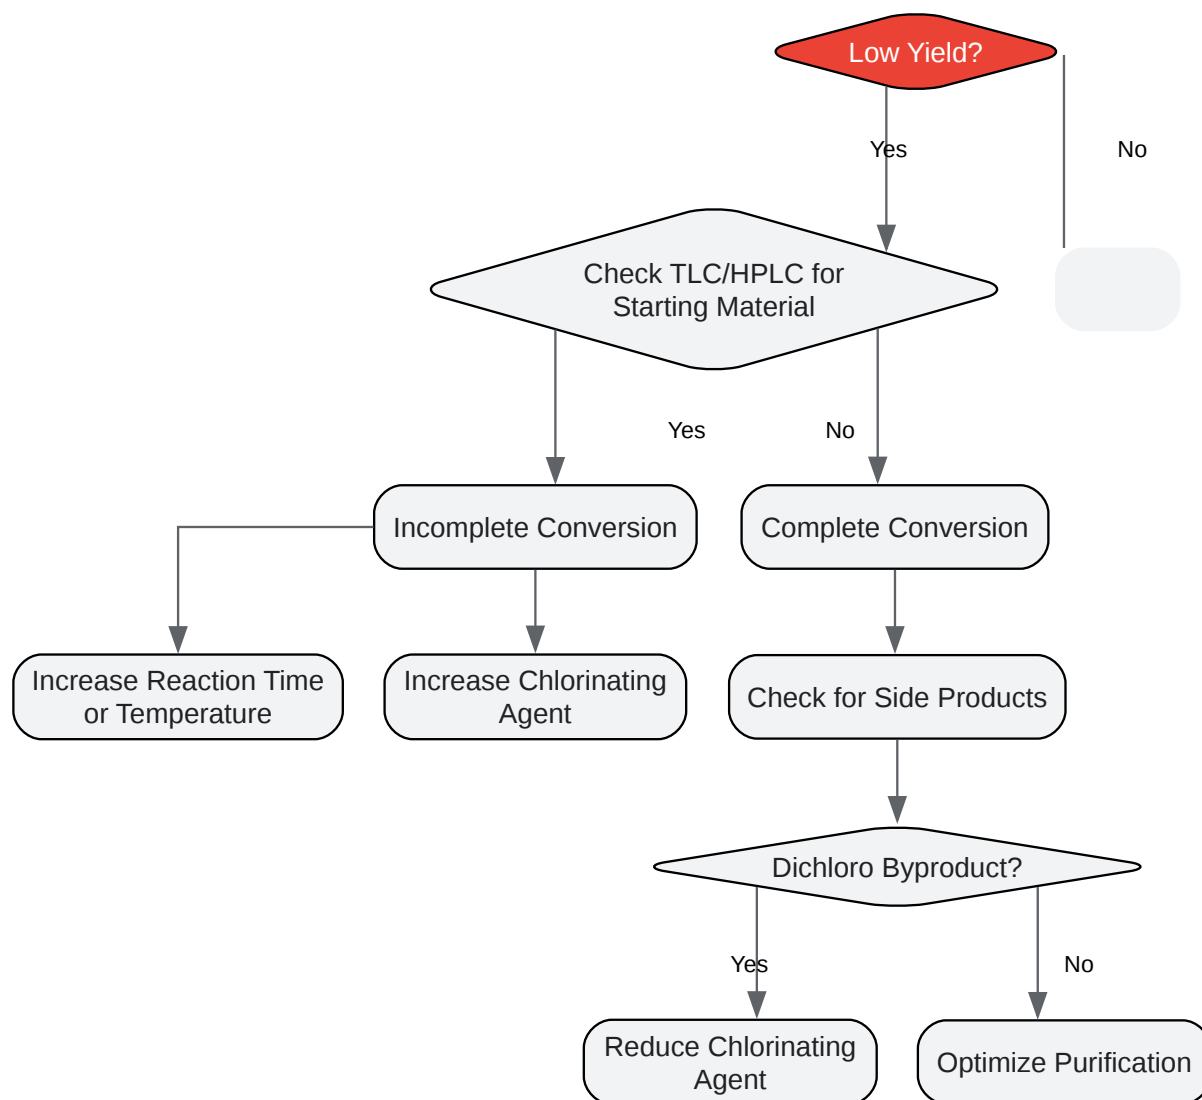 Low Yield?
Yes
No
Check TLC/HPLC for
Starting Material
Yes
No
Incomplete Conversion
Complete Conversion
Increase Reaction Time
or Temperature
Increase Chlorinating
Agent
Check for Side Products
Dichloro Byproduct?
Yes
No
Reduce Chlorinating
Agent
Optimize Purification